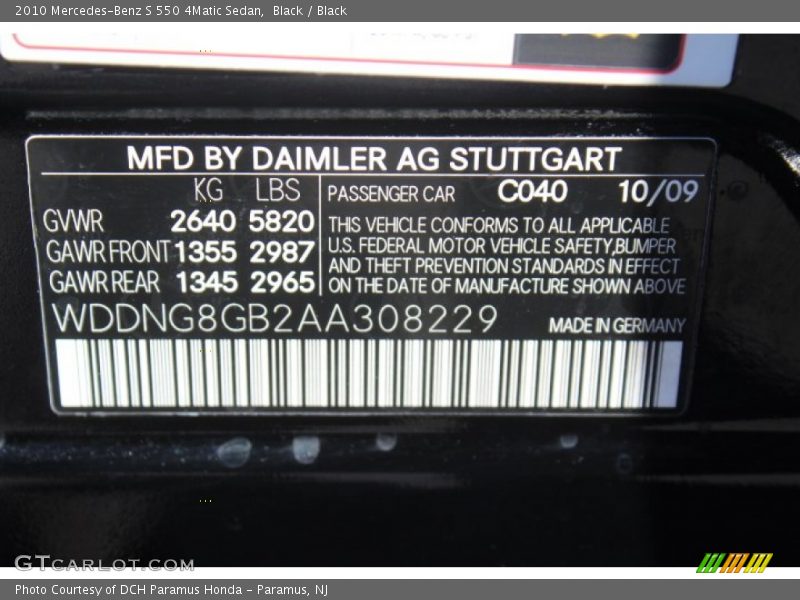 2010 Mercedes-Benz S 550 4Matic Sedan, Black / Black
MFD BY DAIMLER AG STUTTGART
KG LBS
GVWR 2640 5820
GAWR FRONT 1355 2987
GAWR REAR 1345 2965
PASSENGER CAR C040 10/09
THIS VEHICLE CONFORMS TO ALL APPLICABLE
U.S. FEDERAL MOTOR VEHICLE SAFETY,BUMPER
AND THEFT PREVENTION STANDARDS IN EFFECT
ON THE DATE OF MANUFACTURE SHOWN ABOVE
WDDNG8GB2AA308229
MADE IN GERMANY
GTCARLOT.COM
Photo Courtesy of DCH Paramus Honda - Paramus, NJ